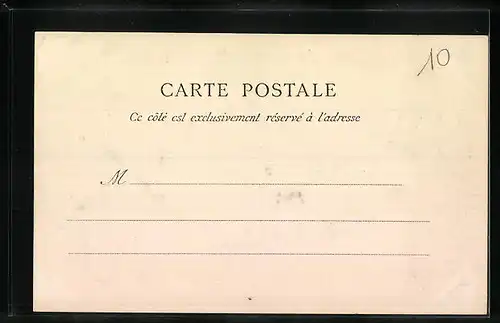 10
CARTE POSTALE
Ce côté est exclusivement réservé à l'adresse
M